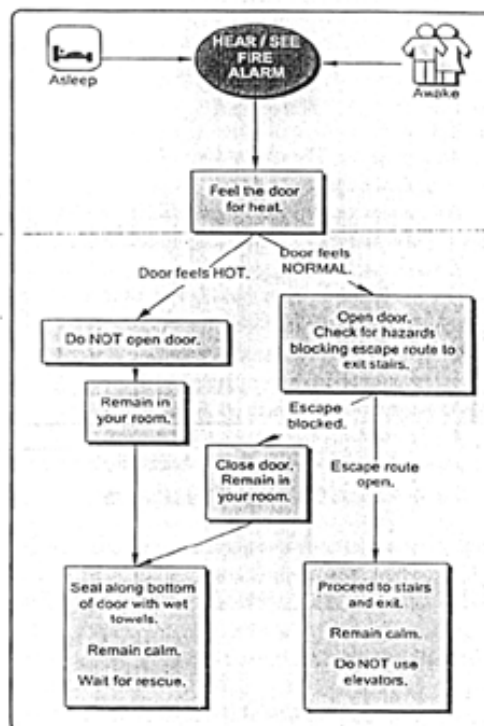 HEAR / SEE
FIRE
ALARM
Asleep
Awake
Feel the door
for heat.
Door feels HOT.
Door feels
NORMAL.
Do NOT open door.
Open door.
Check for hazards
blocking escape route to
exit stairs.
Remain in
your room.
Escape
blocked.
Close door.
Remain in
your room.
Escape route
open.
Seal along bottom
of door with wet
towels.
Remain calm.
Wait for rescue.
Proceed to stairs
and exit.
Remain calm.
Do NOT use
elevators.